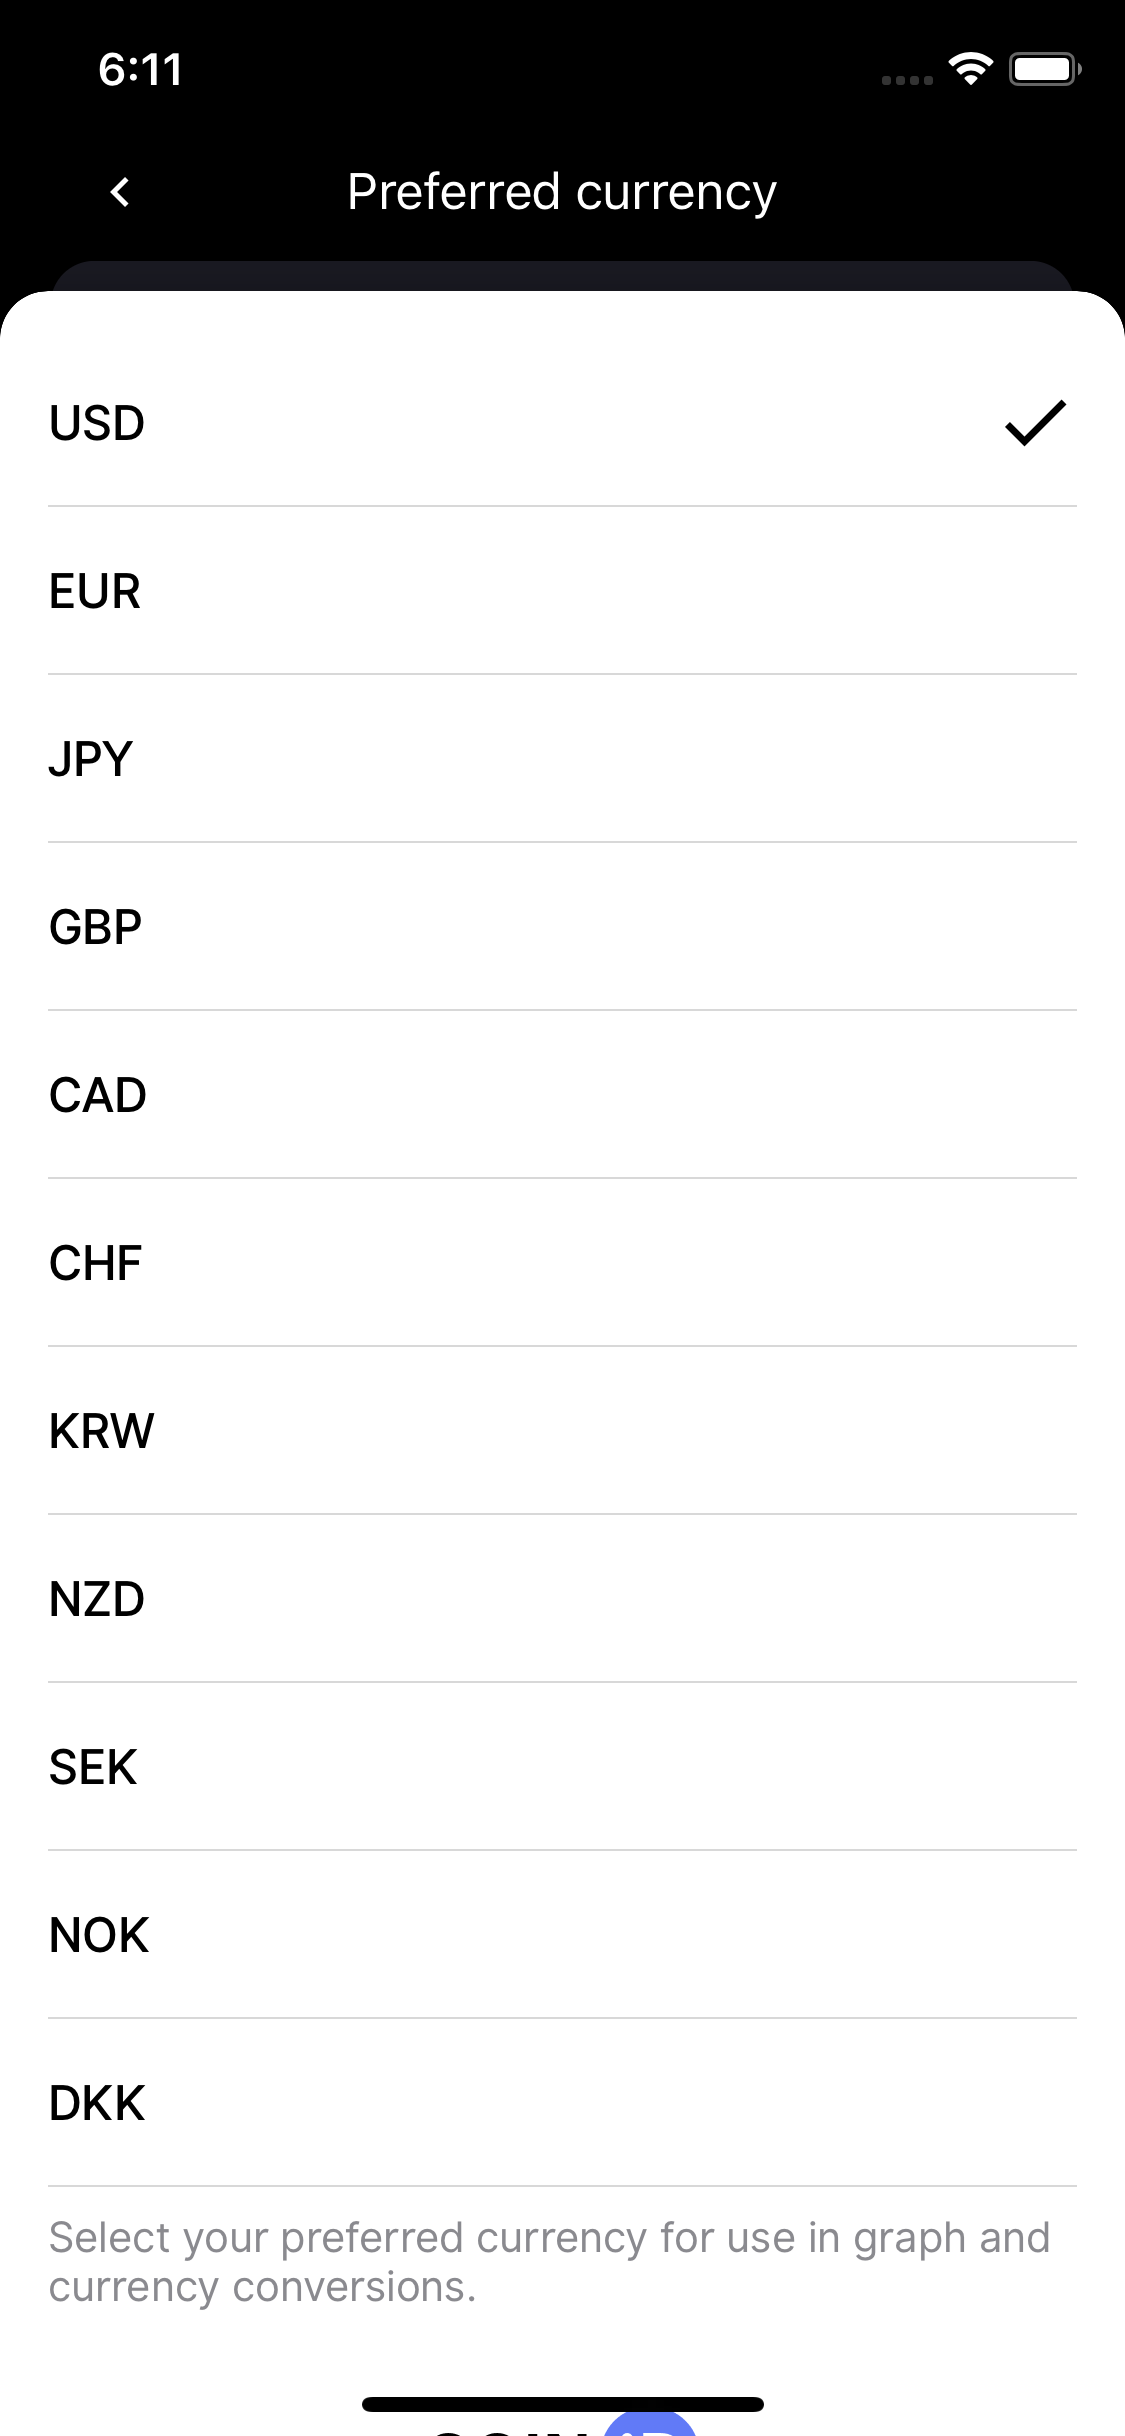 6:11
Preferred currency
USD
EUR
JPY
GBP
CAD
CHF
KRW
NZD
SEK
NOK
DKK
Select your preferred currency for use in graph and
currency conversions.